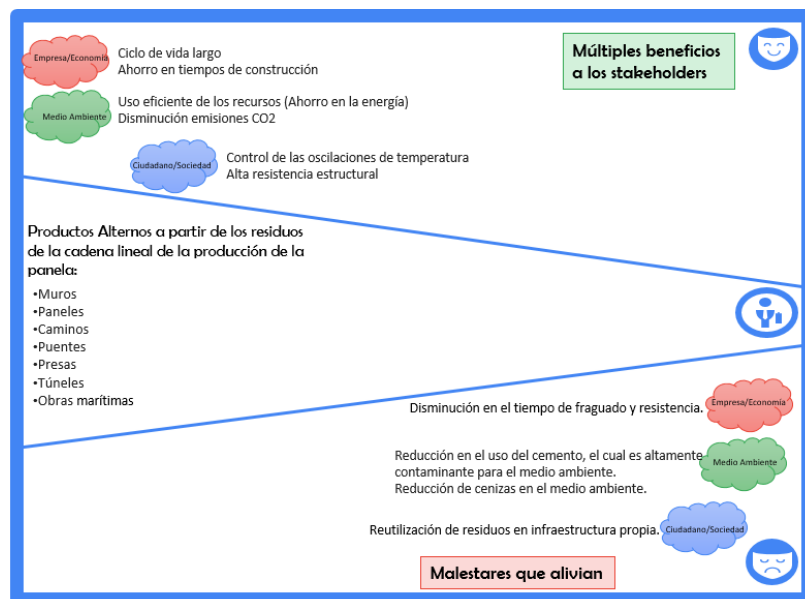 Empresa/Economía
Ciclo de vida largo
Ahorro en tiempos de construcción
Múltiples beneficios
a los stakeholders
Medio Ambiente
Uso eficiente de los recursos (Ahorro en la energía)
Disminución emisiones CO2
Ciudadano/Sociedad
Control de las oscilaciones de temperatura
Alta resistencia estructural
Productos Alternos a partir de los residuos
de la cadena lineal de la producción de la
panela:
•Muros
•Paneles
•Caminos
•Puentes
•Presas
•Túneles
•Obras marítimas
Disminución en el tiempo de fraguado y resistencia.
Empresa/Economía
Reducción en el uso del cemento, el cual es altamente
contaminante para el medio ambiente.
Reducción de cenizas en el medio ambiente.
Medio Ambiente
Reutilización de residuos en infraestructura propia.
Ciudadano/Sociedad
Malestares que alivian